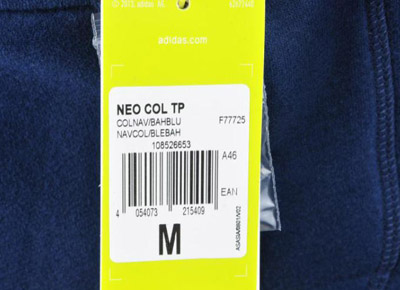 adidas.com
NEO COL TP
COLNAV/BAHBLU F77725
NAVCOL/BLEBAH
108526653
A46
EAN
4 054073 215409
M